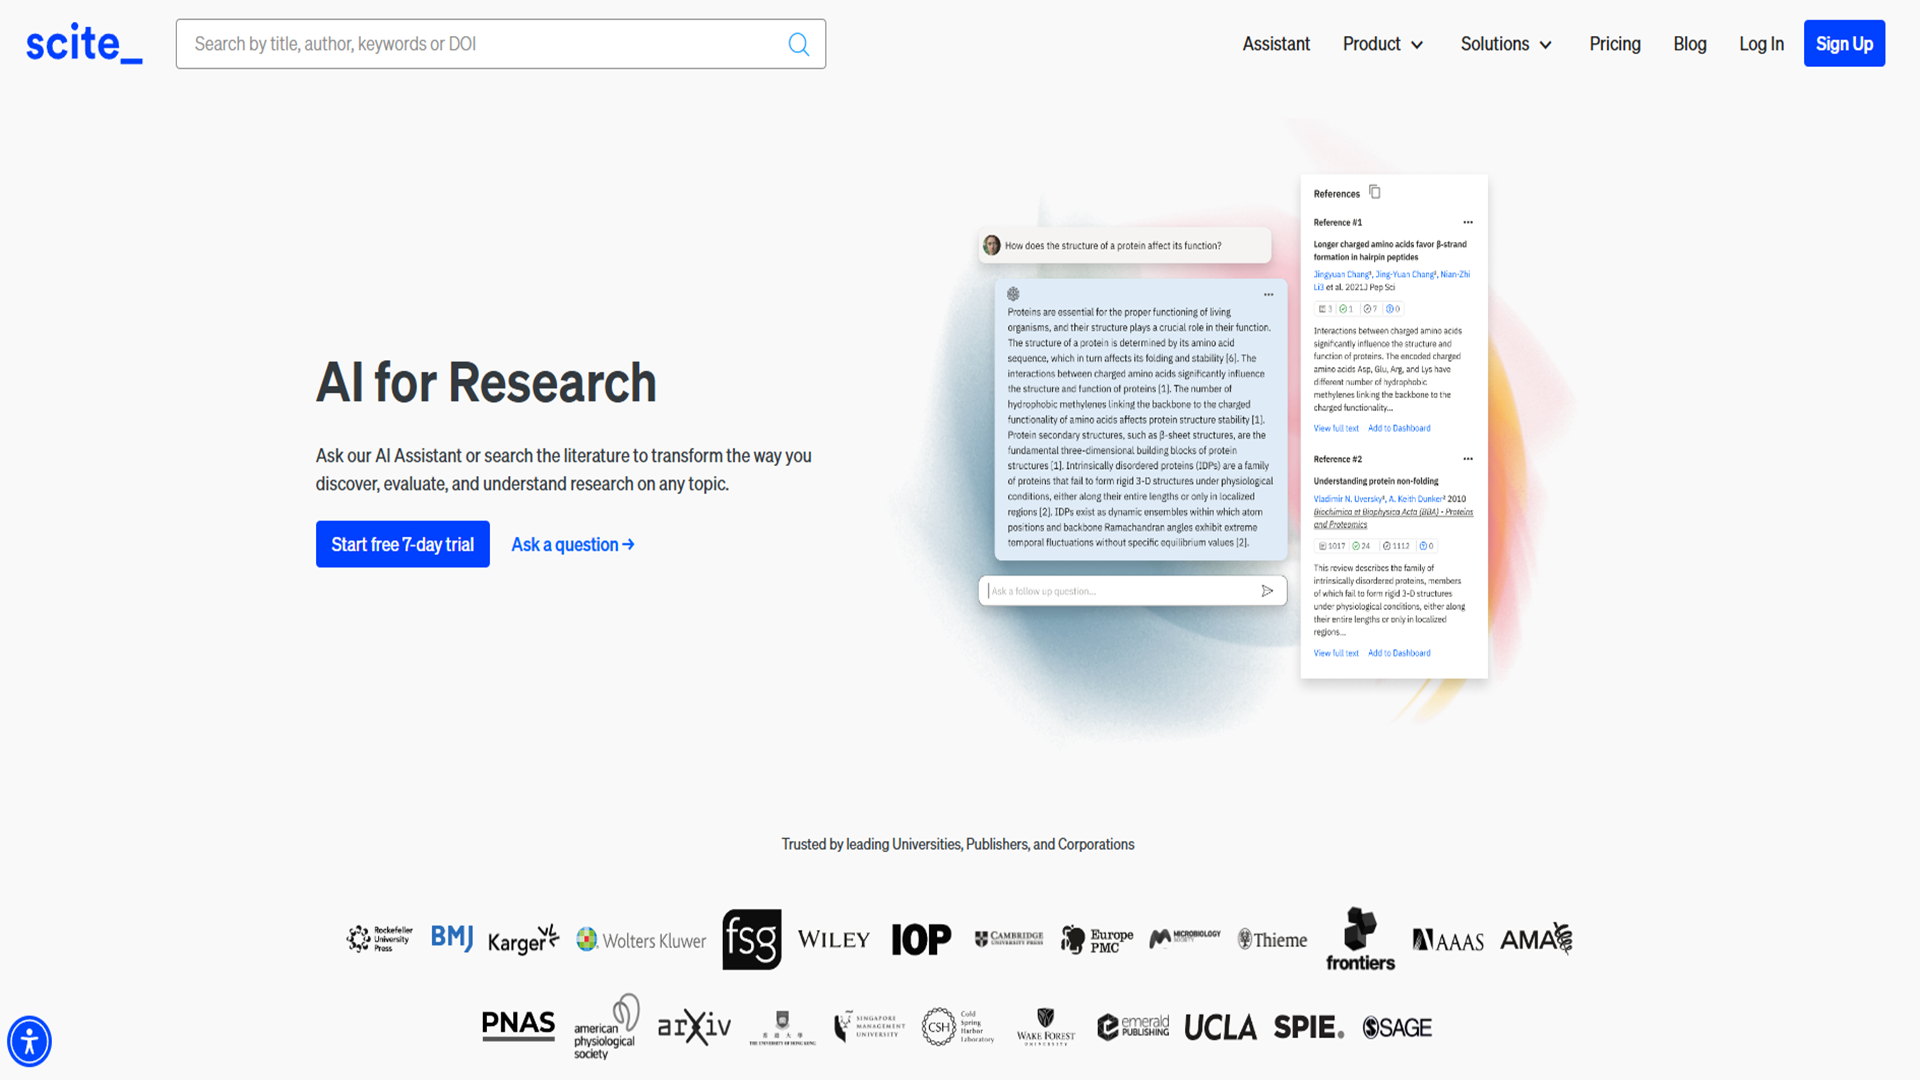 scite_
Search by title, author, keywords or DOI
Assistant
Product
Solutions
Pricing
Blog
Log In
Sign Up
AI for Research
Ask our AI Assistant or search the literature to transform the way you
discover, evaluate, and understand research on any topic.
Start free 7-day trial
Ask a question →
How does the structure of a protein affect its function?
Proteins are essential for the proper functioning of living
organisms, and their structure plays a crucial role in their function.
The structure of a protein is determined by its amino acid
sequence, which in turn affects its folding and stability [6]. The
interactions between charged amino acids significantly influence
the structure and function of proteins [1]. The number of
hydrophobic methylenes linking the backbone to the charged
functionality of amino acids affects protein structure stability [1].
Protein secondary structures, such as β-sheet structures, are the
fundamental three-dimensional building blocks of protein
structures [1]. Intrinsically disordered proteins (IDPs) are a family
of proteins that fail to form rigid 3-D structures under physiological
conditions, either along their entire lengths or only in localized
regions [2]. IDPs exist as dynamic ensembles within which atom
positions and backbone Ramachandran angles exhibit extreme
temporal fluctuations without specific equilibrium values [2].
Ask a follow up question...
References
Reference #1
Longer charged amino acids favor β-strand
formation in hairpin peptides
Jingyuan Chang¹, Jing-Yuan Chang², Nian-Zhi
Li3 et al. 2021J Pep Sci
3 1 7 0
Interactions between charged amino acids
significantly influence the structure and
function of proteins. The encoded charged
amino acids Asp, Glu, Arg, and Lys have
different number of hydrophobic
methylenes linking the backbone to the
charged functionality...
View full text Add to Dashboard
Reference #2
Understanding protein non-folding
Vladimir N. Uversky¹, A. Keith Dunker² 2010
Biochimica et Biophysica Acta (BBA) - Proteins
and Proteomics
1017 24 1112 0
This review describes the family of
intrinsically disordered proteins, members
of which fail to form rigid 3-D structures
under physiological conditions, either along
their entire lengths or only in localized
regions...
View full text Add to Dashboard
Trusted by leading Universities, Publishers, and Corporations
Rockefeller
University
Press
BMJ
Karger
Wolters Kluwer
fsg
WILEY
IOP
CAMBRIDGE
UNIVERSITY PRESS
Europe
PMC
MICROBIOLOGY
SOCIETY
Thieme
frontiers
AAAS
AMA
PNAS
american
physiological
society
arXiv
香港大學
THE UNIVERSITY OF HONG KONG
SINGAPORE
MANAGEMENT
UNIVERSITY
CSH
Cold
Spring
Harbor
Laboratory
WAKE FOREST
UNIVERSITY
emerald
PUBLISHING
UCLA
SPIE.
SAGE